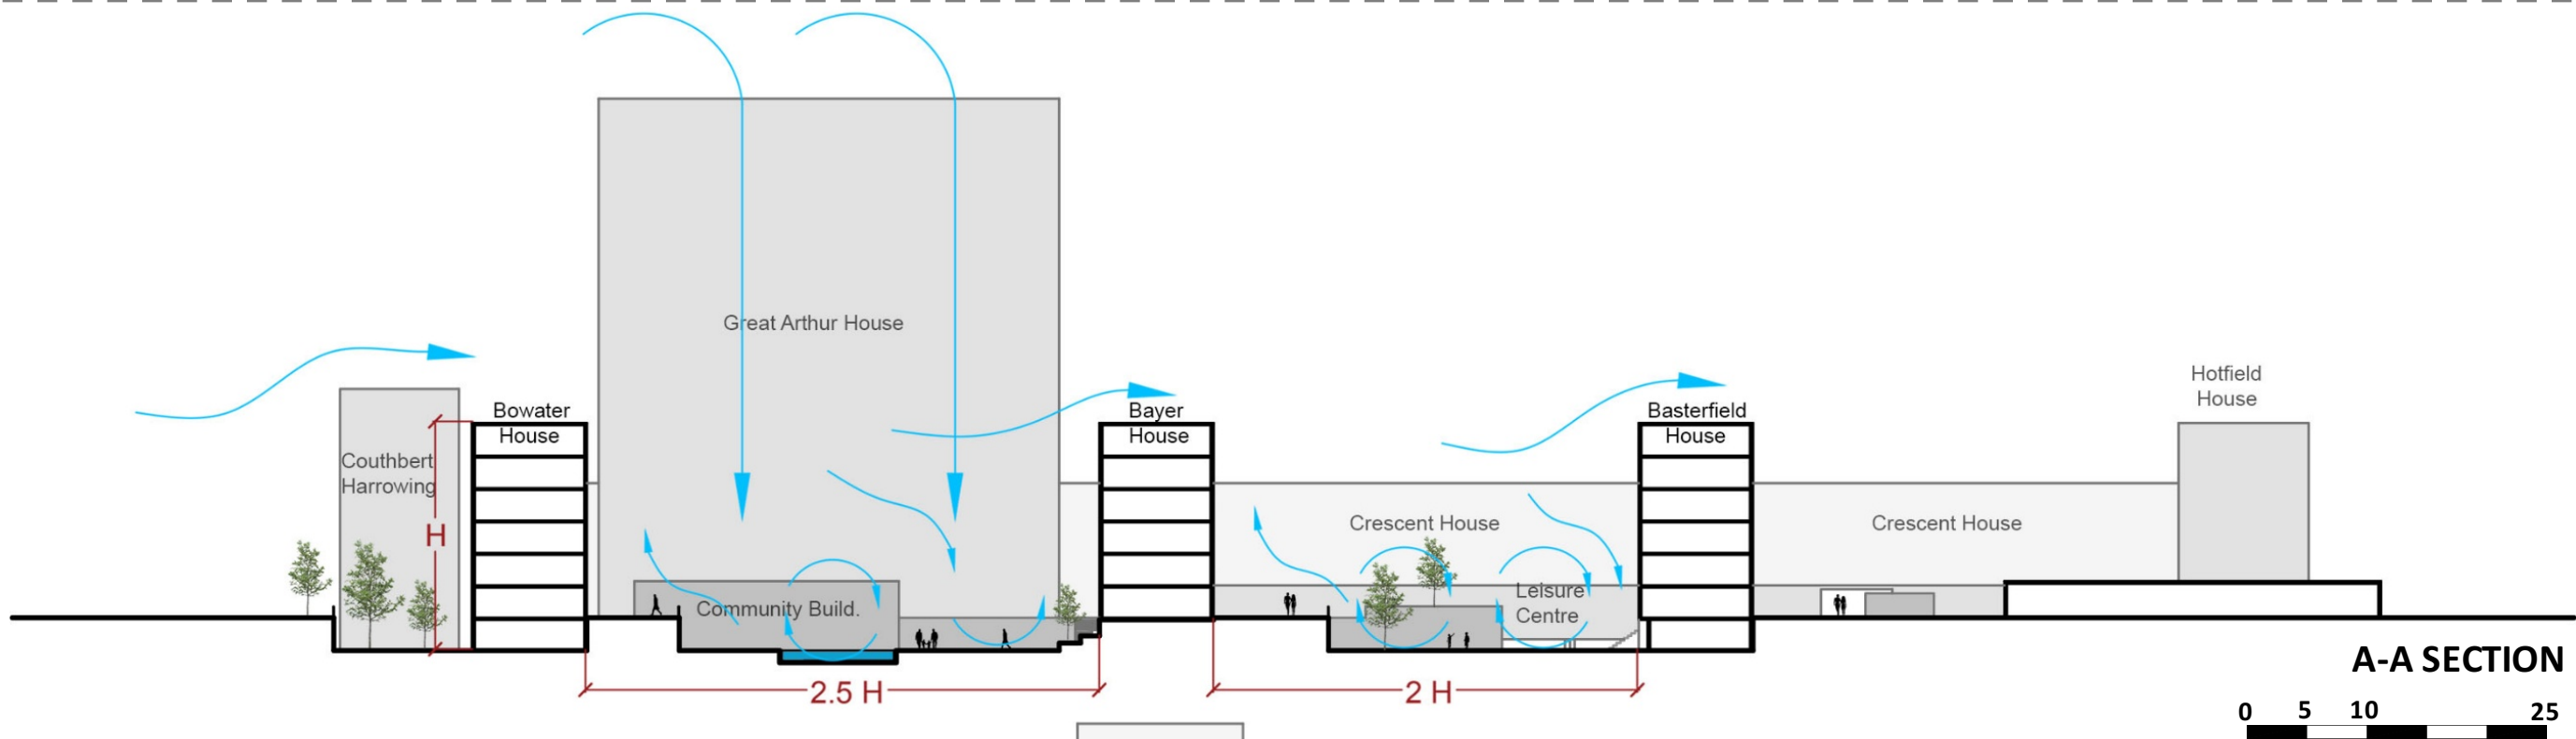 Great Arthur House
Hotfield
House
Bowater
House
Bayer
House
Basterfield
House
Couthbert
Harrowing
H
Crescent House
Crescent House
Leisure
Centre
Community Build.
2.5 H
2 H
A-A SECTION
0 5 10 25